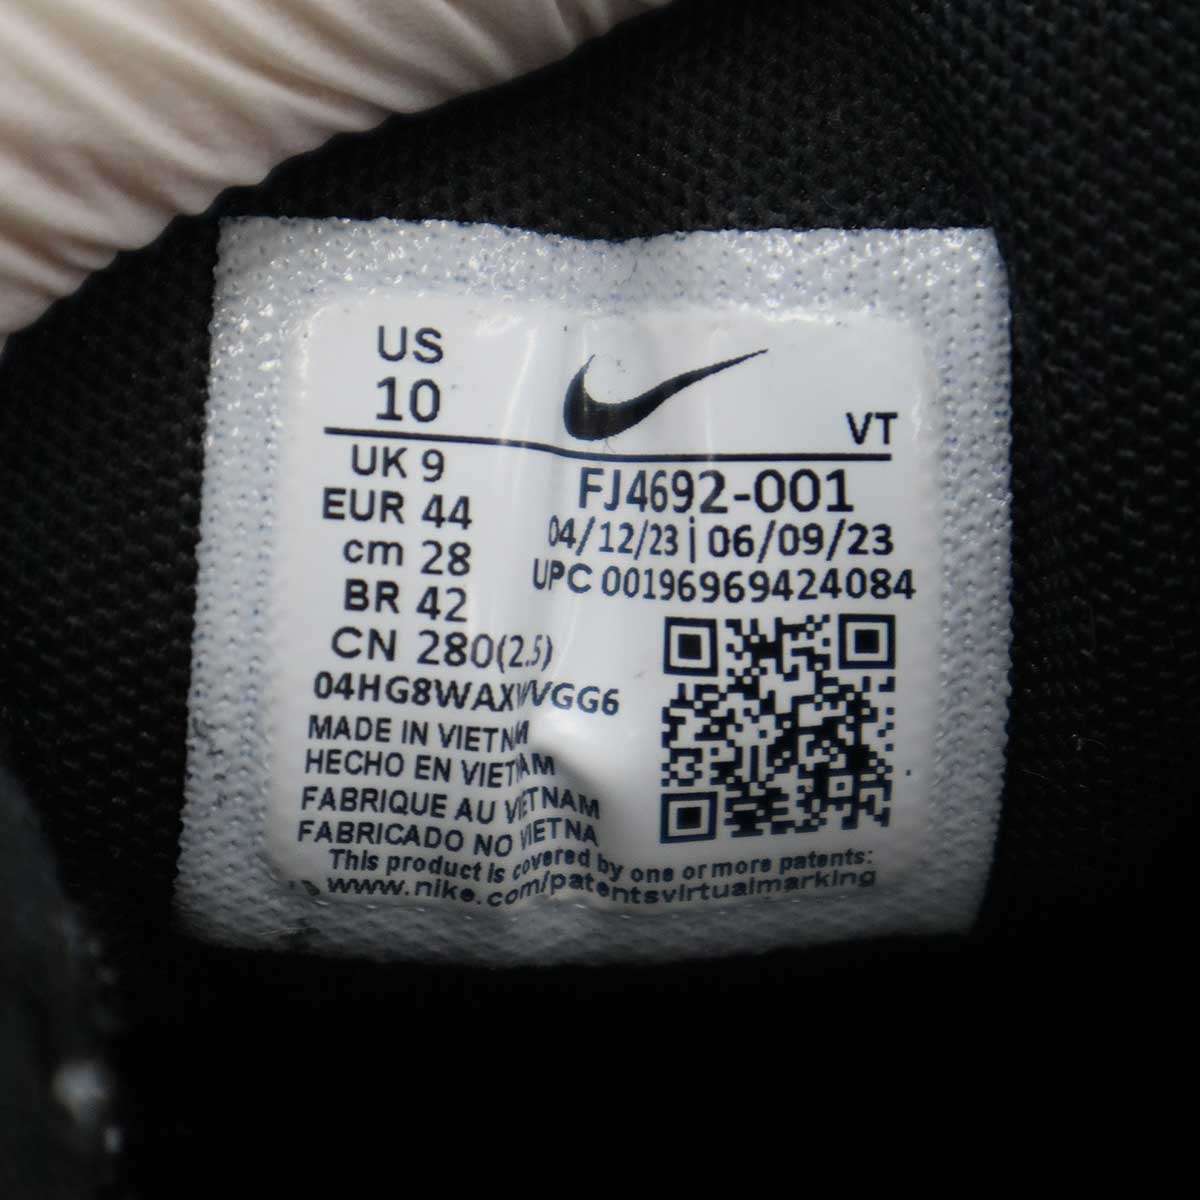 US
10
VT
UK 9
EUR 44
cm 28
BR 42
CN 280(2.5)
FJ4692-001
04/12/23 | 06/09/23
UPC 00196969424084
MADE IN VIETNAM
HECHO EN VIETNAM
FABRIQUE AU VIETNAM
FABRICADO NO VIETNA
This product is covered by one or more patents:
www.nike.com/patentsvirtualmarking